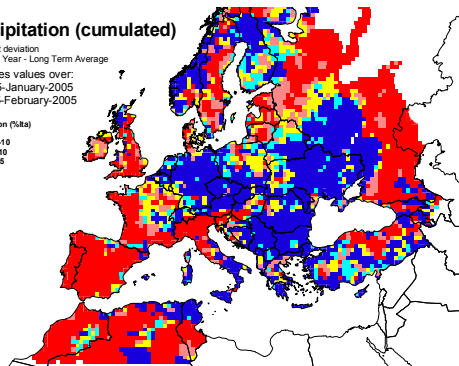 ipitation (cumulated)
t deviation
Year - Long Term Average
es values over:
-January-2005
-February-2005
on (%lta)
-10
10
5